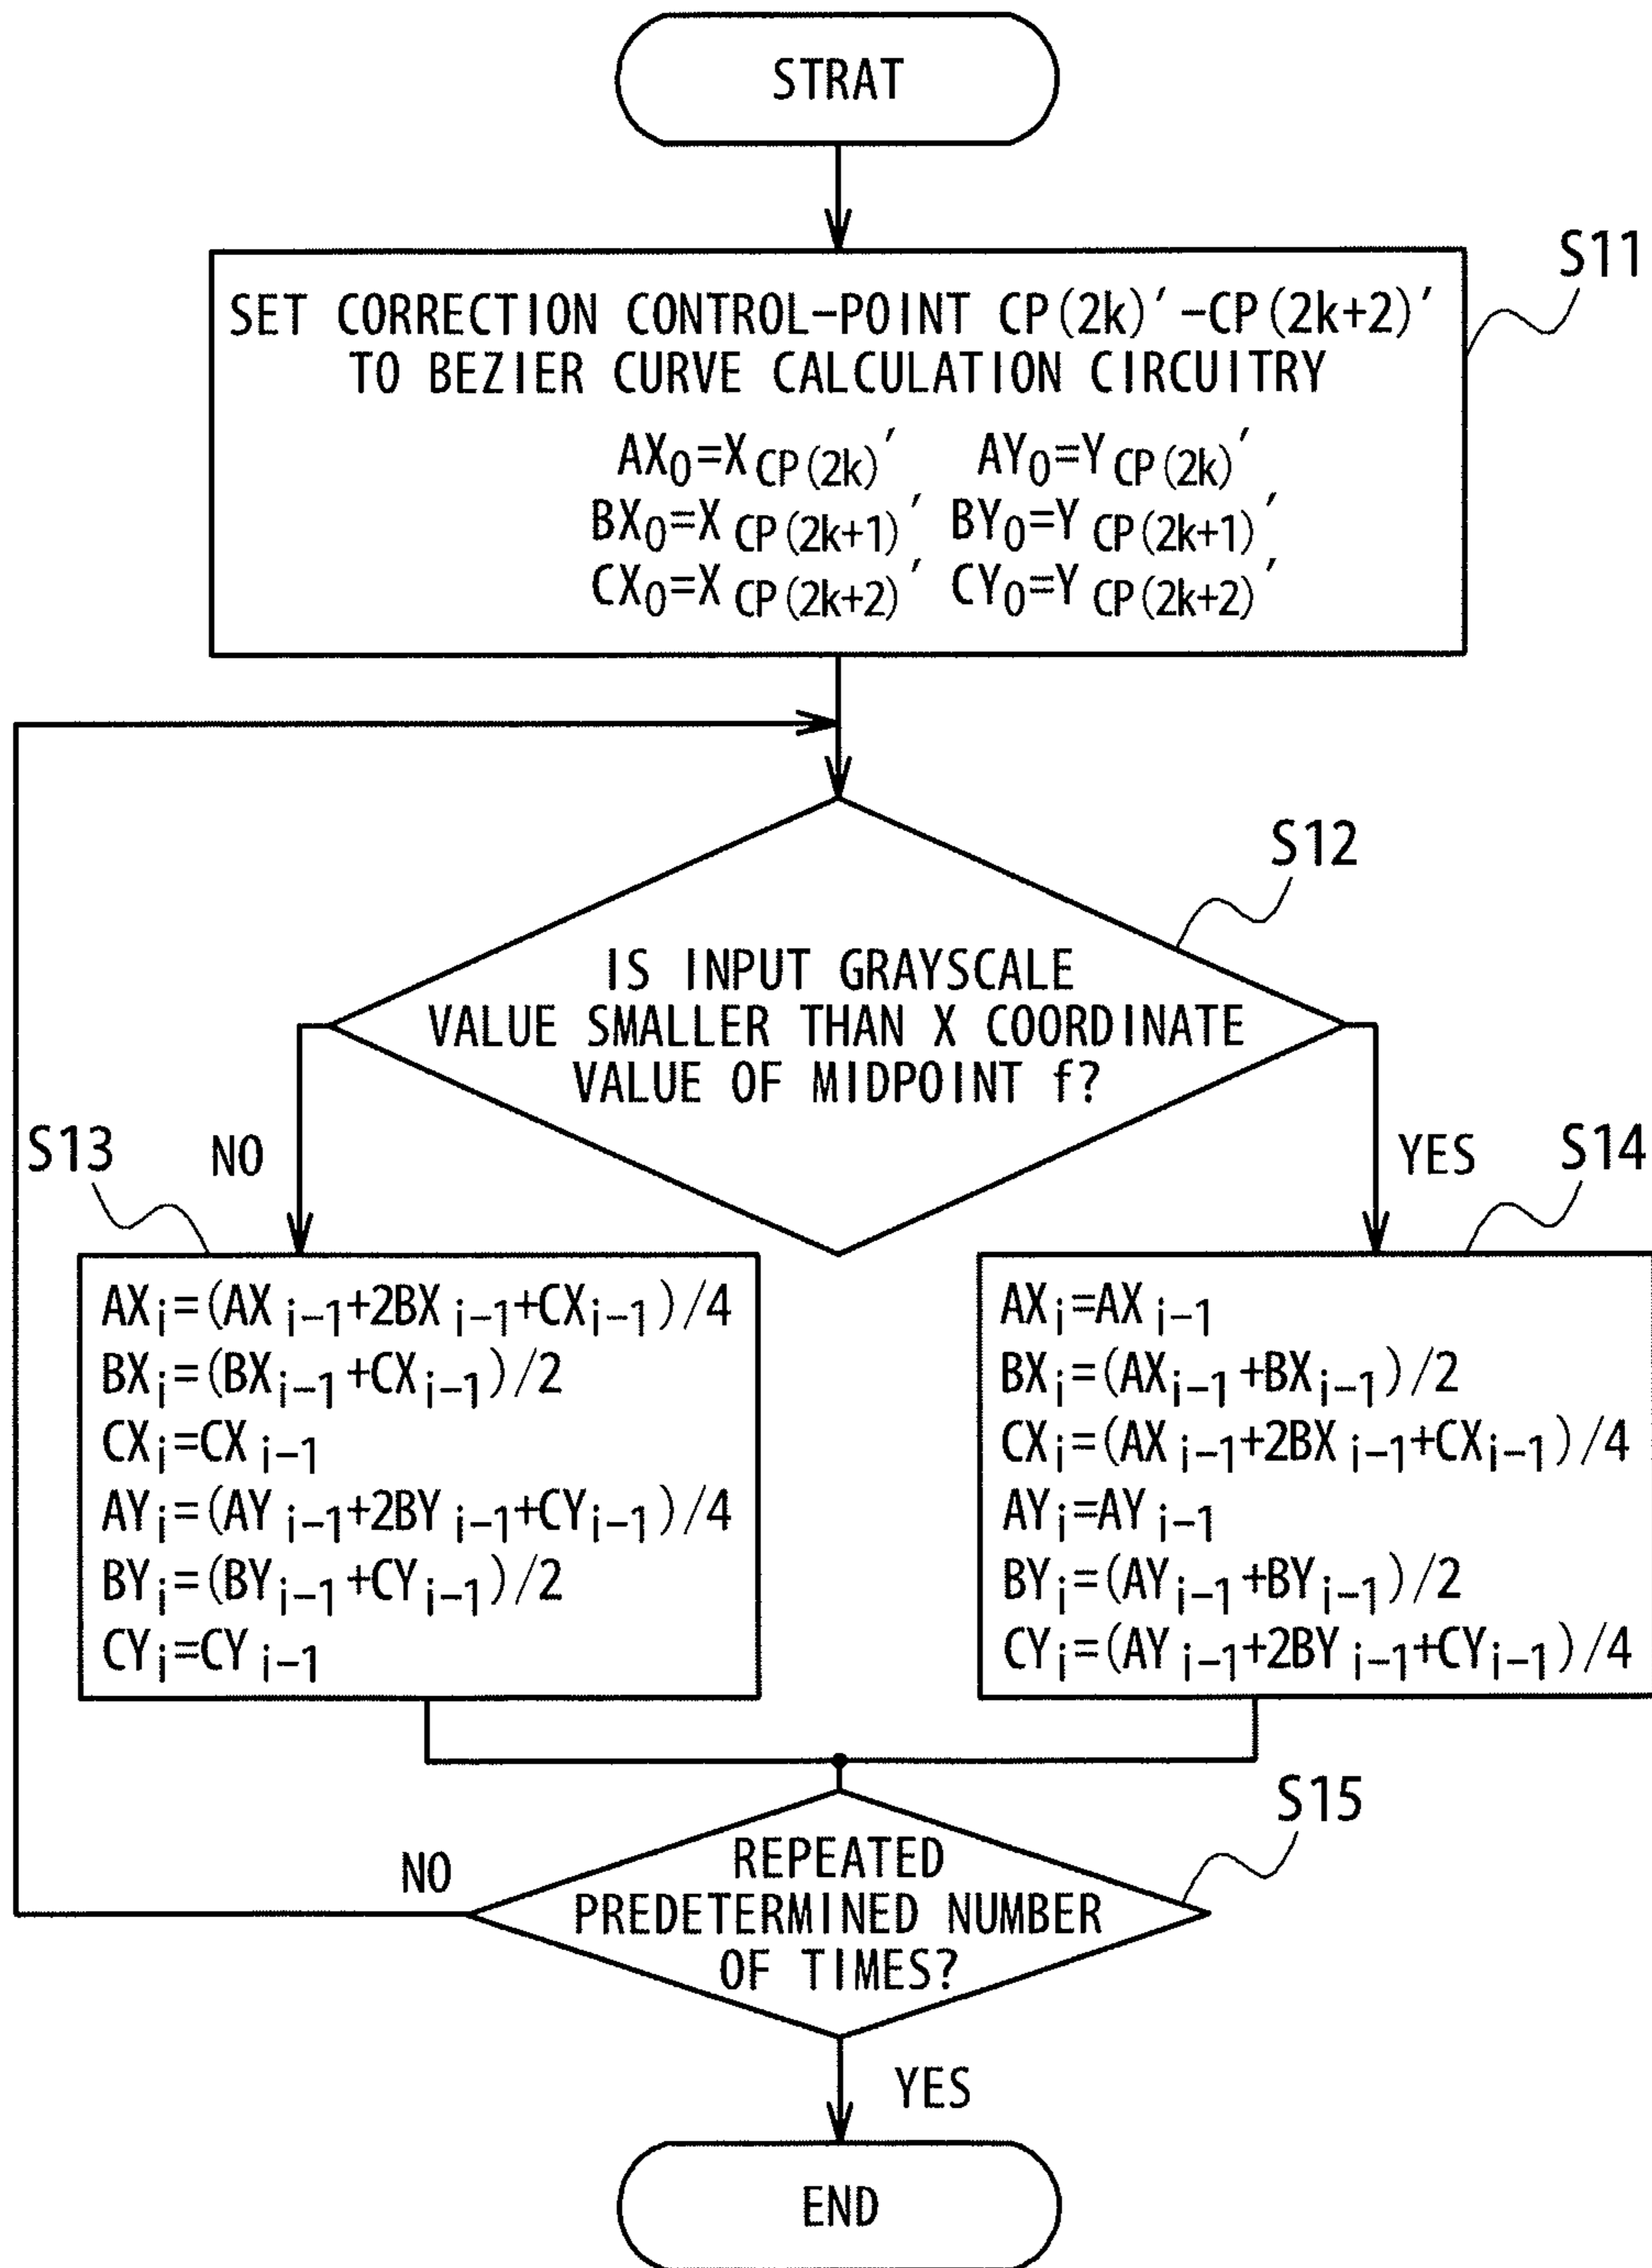 STRAT
S11
SET CORRECTION CONTROL-POINT CP(2k)′-CP(2k+2)′
TO BEZIER CURVE CALCULATION CIRCUITRY
AX₀=X CP(2k)′ AY₀=Y CP(2k)′
BX₀=X CP(2k+1)′ BY₀=Y CP(2k+1)′
CX₀=X CP(2k+2)′ CY₀=Y CP(2k+2)′
S12
IS INPUT GRAYSCALE
VALUE SMALLER THAN X COORDINATE
VALUE OF MIDPOINT f?
S13
NO
AXᵢ=(AXᵢ₋₁+2BXᵢ₋₁+CXᵢ₋₁)/4
BXᵢ=(BXᵢ₋₁+CXᵢ₋₁)/2
CXᵢ=CXᵢ₋₁
AYᵢ=(AYᵢ₋₁+2BYᵢ₋₁+CYᵢ₋₁)/4
BYᵢ=(BYᵢ₋₁+CYᵢ₋₁)/2
CYᵢ=CYᵢ₋₁
YES
S14
AXᵢ=AXᵢ₋₁
BXᵢ=(AXᵢ₋₁+BXᵢ₋₁)/2
CXᵢ=(AXᵢ₋₁+2BXᵢ₋₁+CXᵢ₋₁)/4
AYᵢ=AYᵢ₋₁
BYᵢ=(AYᵢ₋₁+BYᵢ₋₁)/2
CYᵢ=(AYᵢ₋₁+2BYᵢ₋₁+CYᵢ₋₁)/4
S15
NO
REPEATED
PREDETERMINED NUMBER
OF TIMES?
YES
END